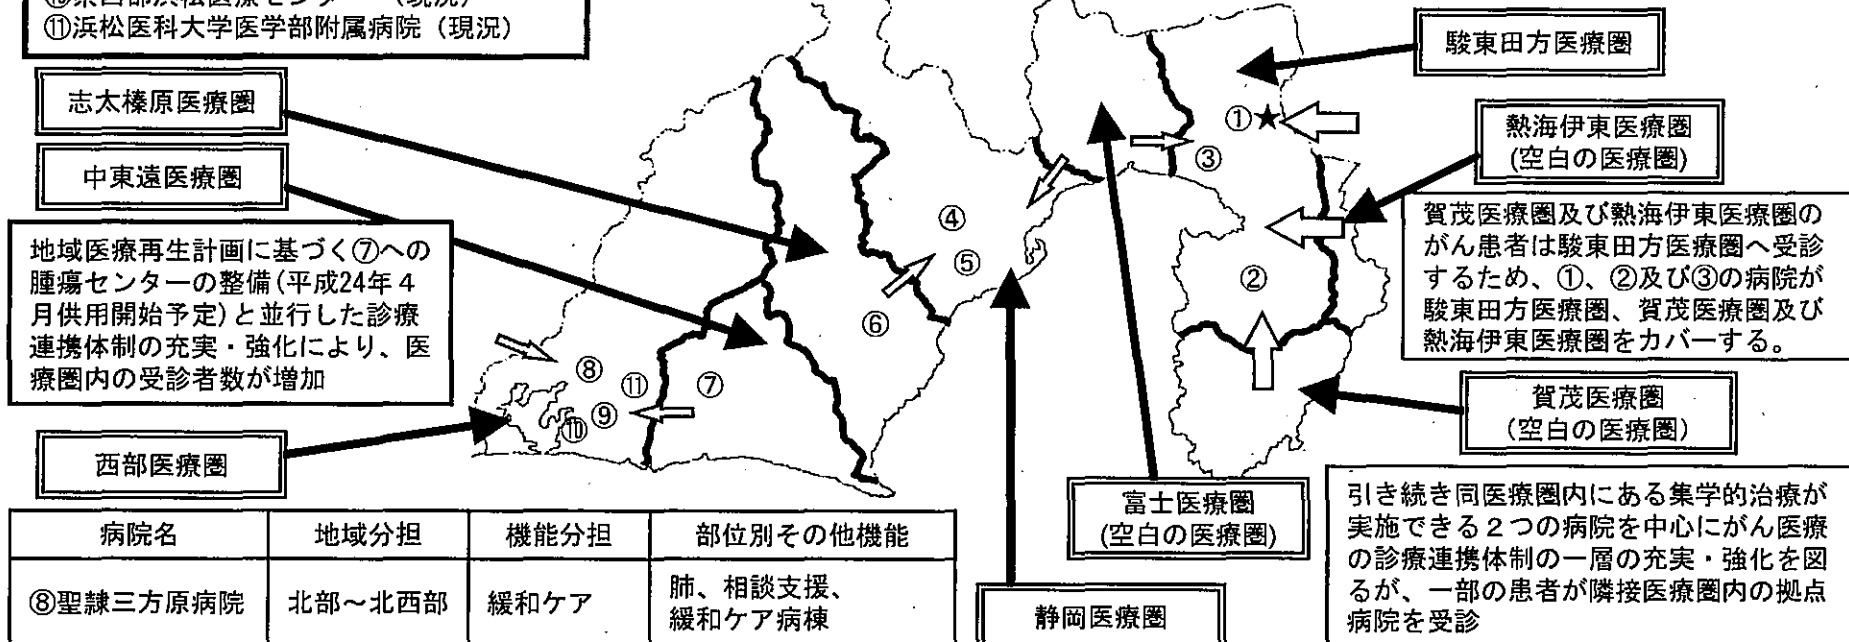 ⑪浜松医科大学医学部附属病院（現況）
志太榛原医療圏
中東遠医療圏
地域医療再生計画に基づく⑦への
腫瘍センターの整備(平成24年４
月供用開始予定)と並行した診療
連携体制の充実・強化により、医
療圏内の受診者数が増加
西部医療圏
駿東田方医療圏
熱海伊東医療圏
(空白の医療圏)
賀茂医療圏及び熱海伊東医療圏の
がん患者は駿東田方医療圏へ受診
するため、①、②及び③の病院が
駿東田方医療圏、賀茂医療圏及び
熱海伊東医療圏をカバーする。
賀茂医療圏
（空白の医療圏）
①★
③
④
⑤
②
⑥
⑧
⑪
⑦
⑨
⑩
富士医療圏
(空白の医療圏)
静岡医療圏
引き続き同医療圏内にある集学的治療が
実施できる２つの病院を中心にがん医療
の診療連携体制の一層の充実・強化を図
るが、一部の患者が隣接医療圏内の拠点
病院を受診
病院名 地域分担 機能分担 部位別その他機能
⑧聖隷三方原病院 北部～北西部 緩和ケア 肺、相談支援、
緩和ケア病棟